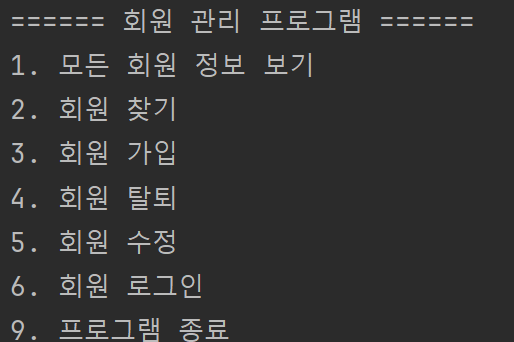 ====== 회원 관리 프로그램 ======
1. 모든 회원 정보 보기
2. 회원 찾기
3. 회원 가입
4. 회원 탈퇴
5. 회원 수정
6. 회원 로그인
9. 프로그램 종료